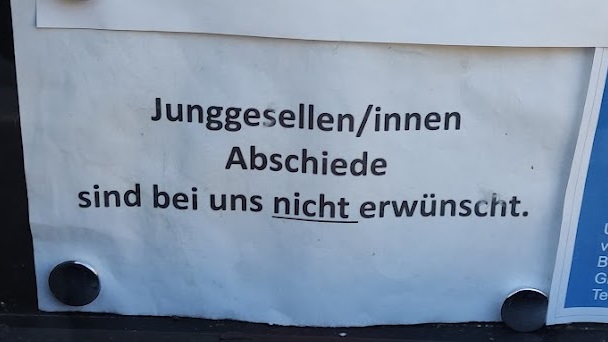 Junggesellen/innen
Abschiede
sind bei uns nicht erwünscht.